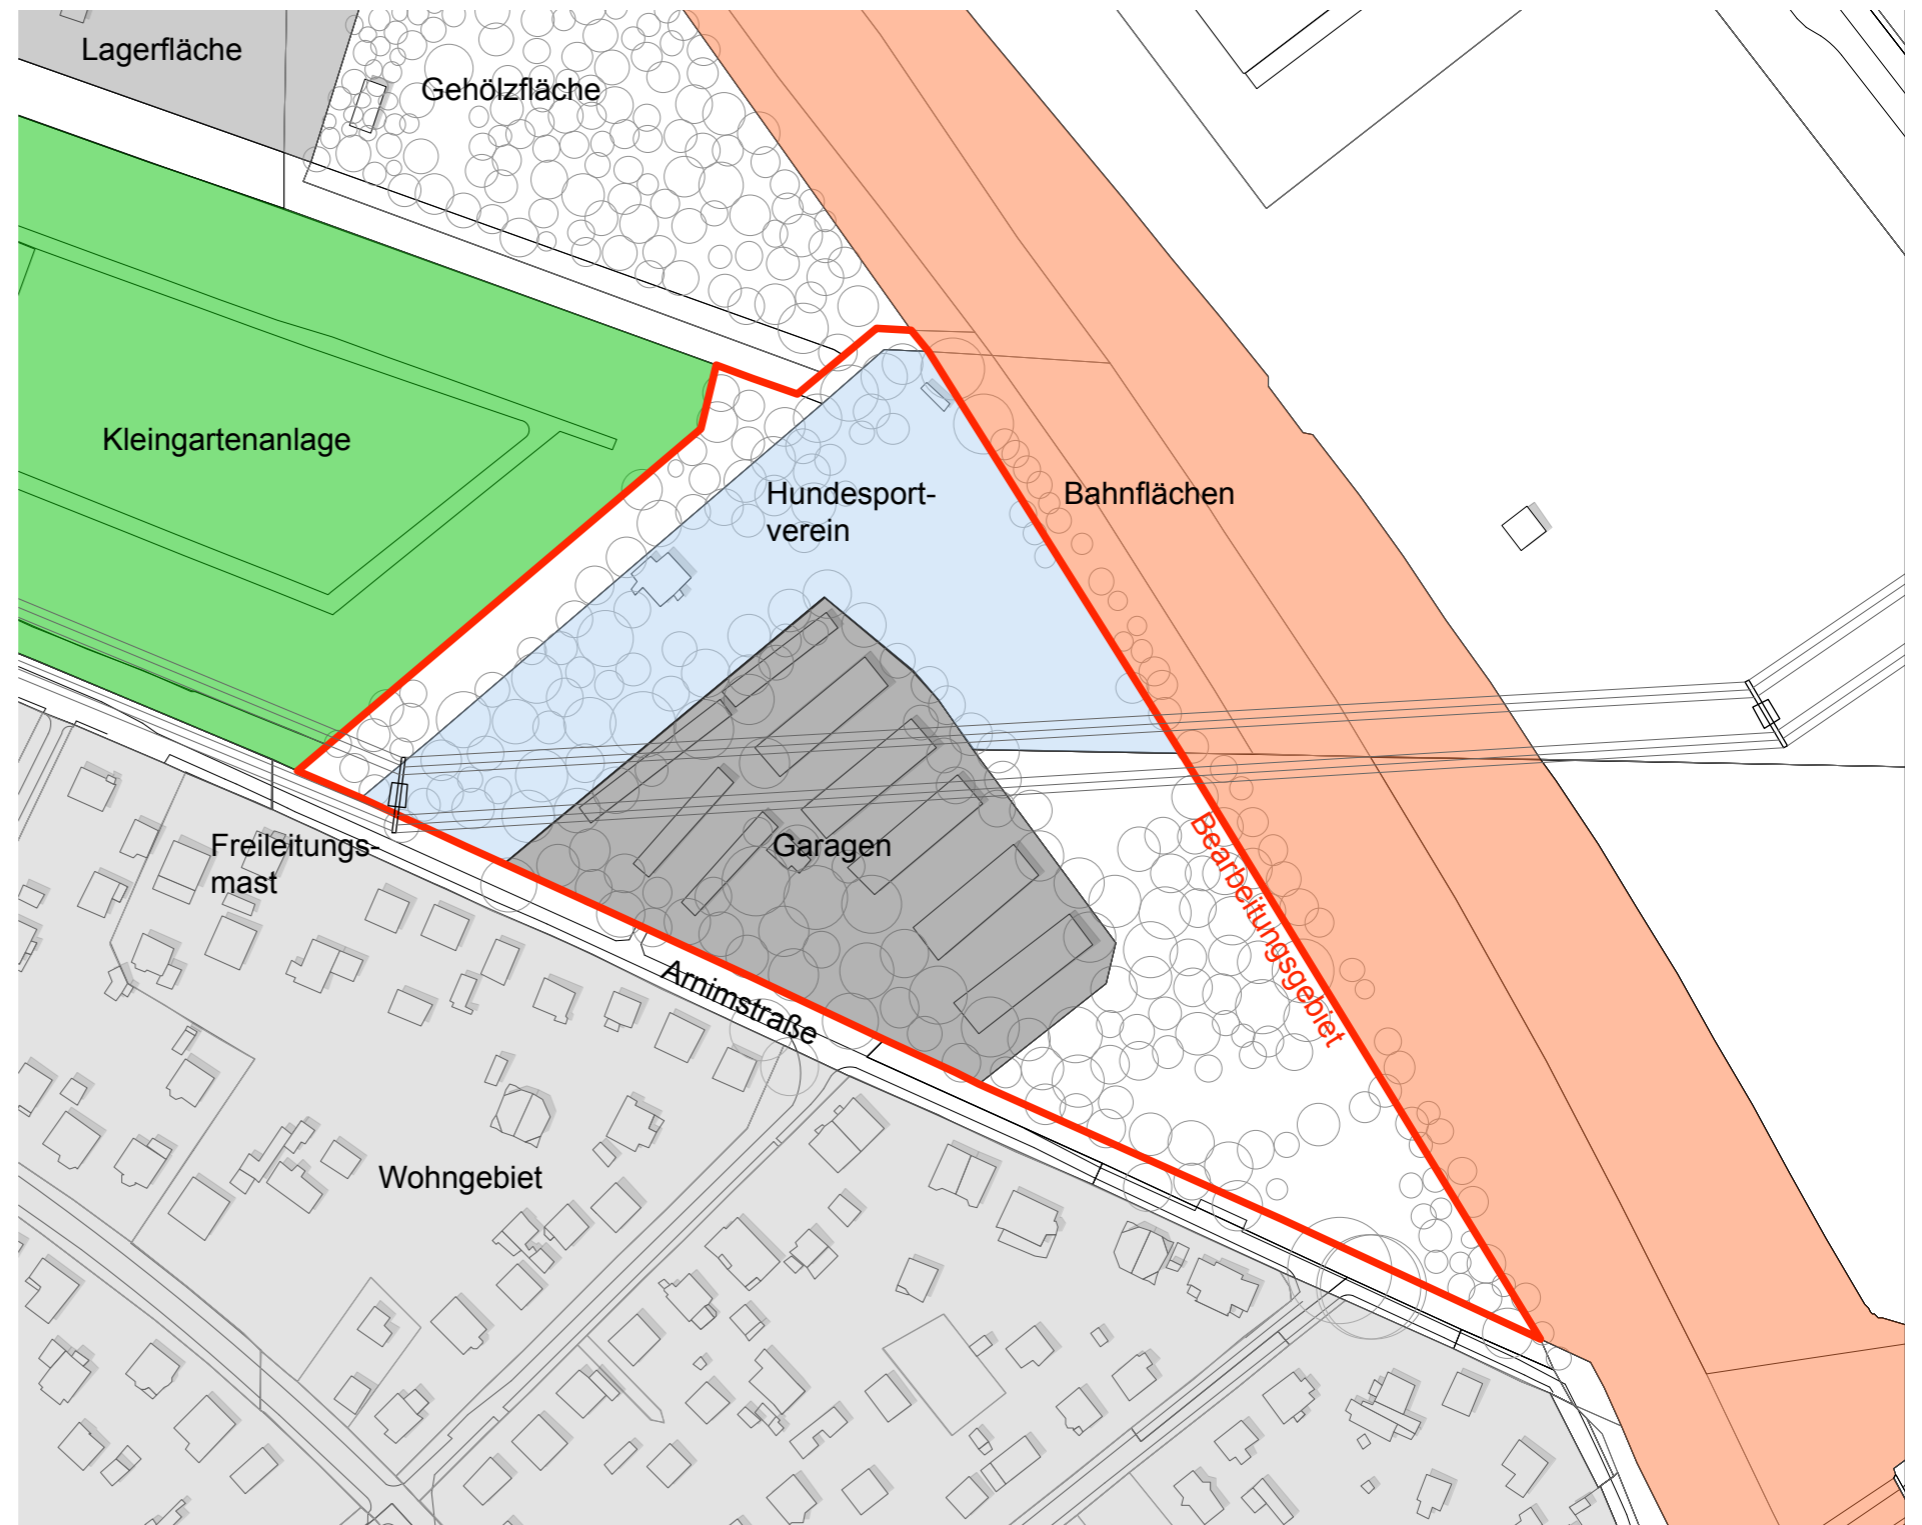 Lagerfläche
Gehölzfläche
Kleingartenanlage
Hundesport-
verein
Bahnflächen
Freileitungs-
mast
Garagen
Bearbeitungsgebiet
Arnimstraße
Wohngebiet